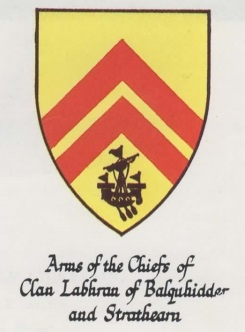 Arms of the Chiefs of
Clan Labhran of Balquhidder
and Strathearn